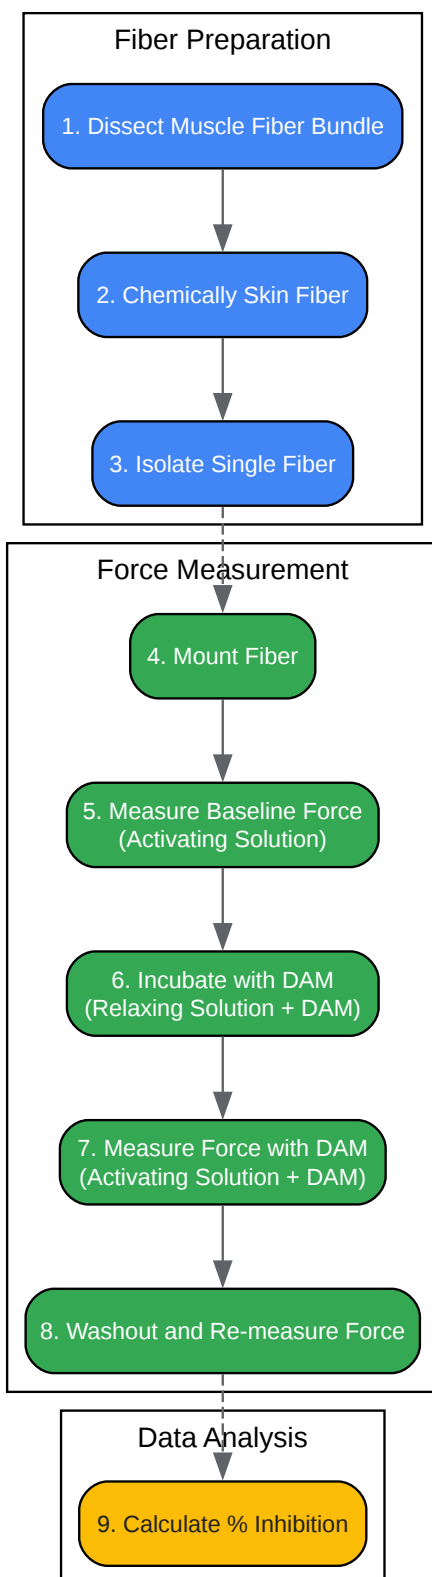 Fiber Preparation
1. Dissect Muscle Fiber Bundle
2. Chemically Skin Fiber
3. Isolate Single Fiber
Force Measurement
4. Mount Fiber
5. Measure Baseline Force
(Activating Solution)
6. Incubate with DAM
(Relaxing Solution + DAM)
7. Measure Force with DAM
(Activating Solution + DAM)
8. Washout and Re-measure Force
Data Analysis
9. Calculate % Inhibition